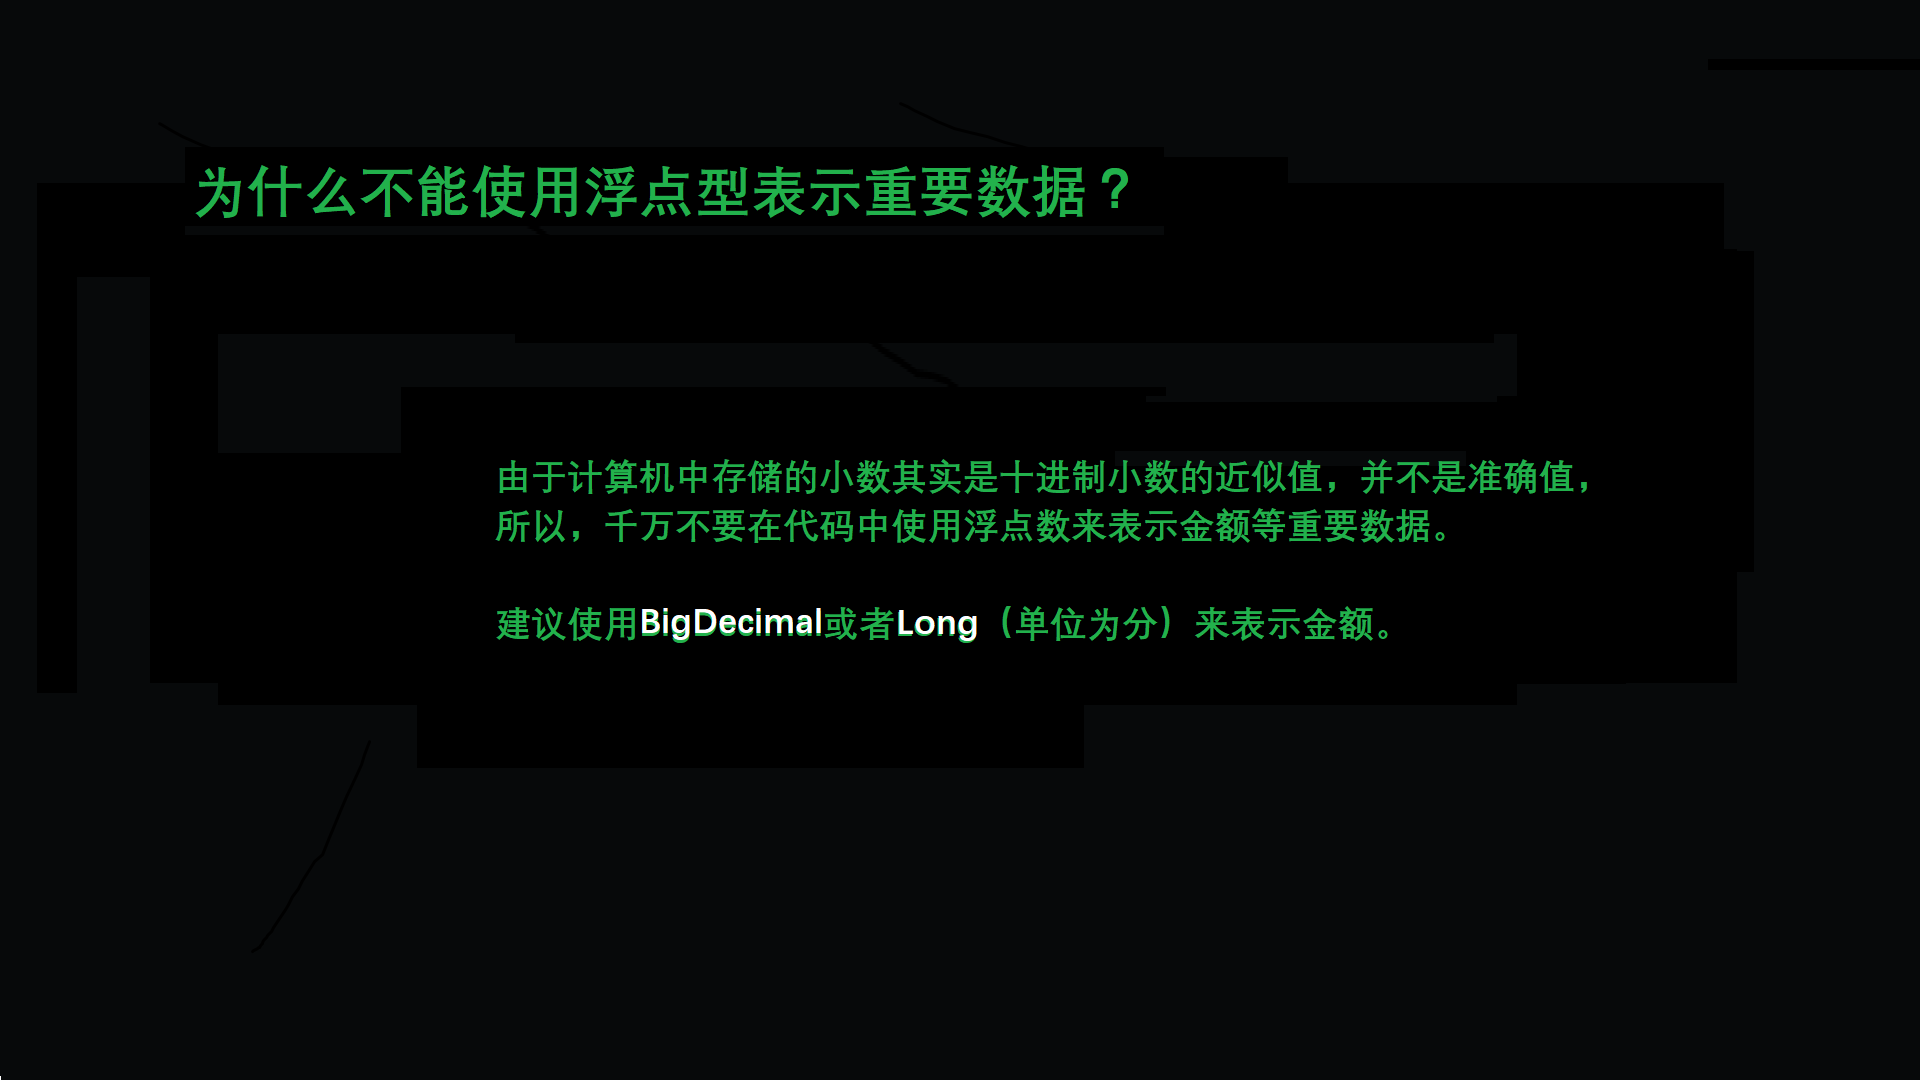 为什么不能使用浮点型表示重要数据？
由于计算机中存储的小数其实是十进制小数的近似值，并不是准确值，
所以，千万不要在代码中使用浮点数来表示金额等重要数据。
建议使用BigDecimal或者Long（单位为分）来表示金额。